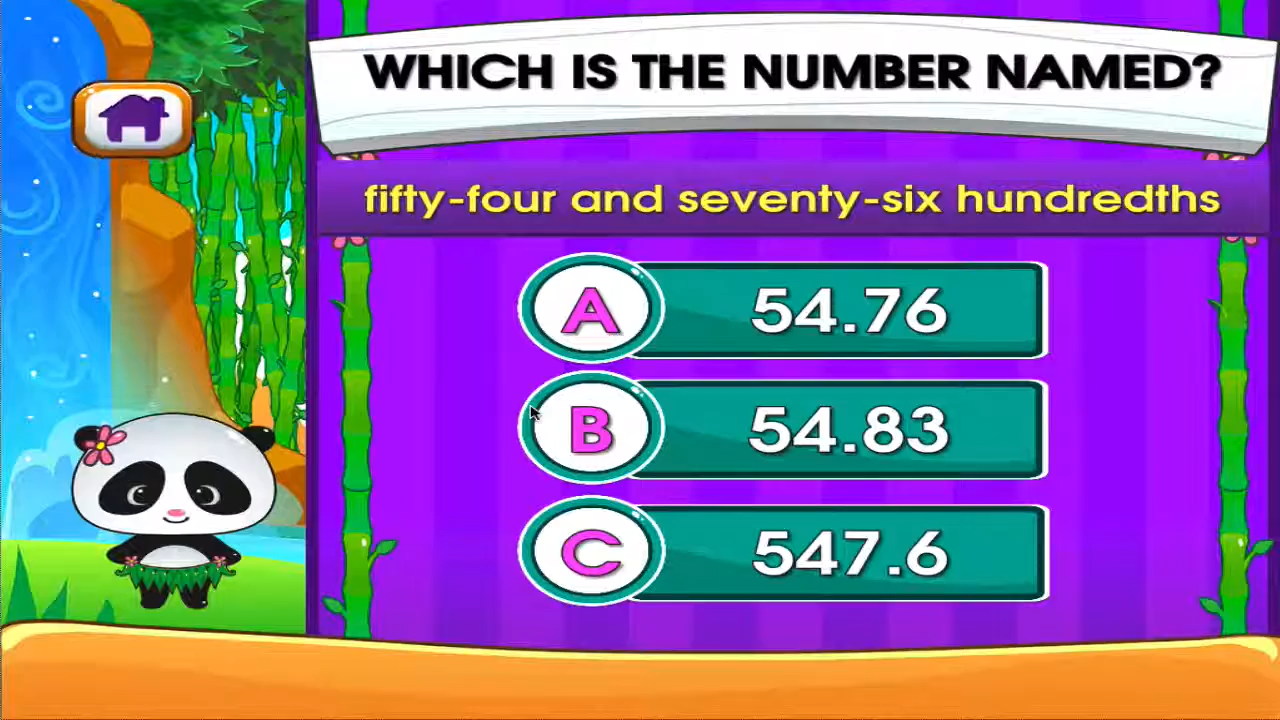 WHICH IS THE NUMBER NAMED?
fifty-four and seventy-six hundredths
A 54.76
B 54.83
C 547.6